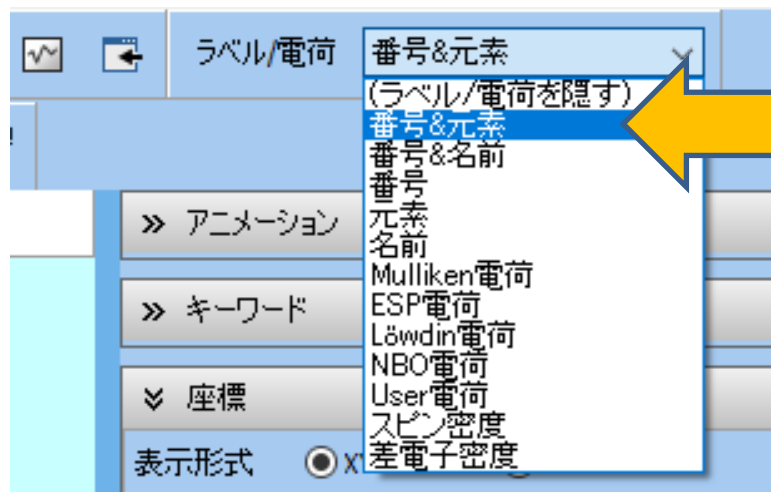 ラベル/電荷 番号&元素
(ラベル/電荷を隠す)
番号&元素
番号&名前
番号
元素
名前
Mulliken電荷
ESP電荷
Löwdin電荷
NBO電荷
User電荷
スピン密度
差電子密度
アニメーション
キーワード
座標
表示形式